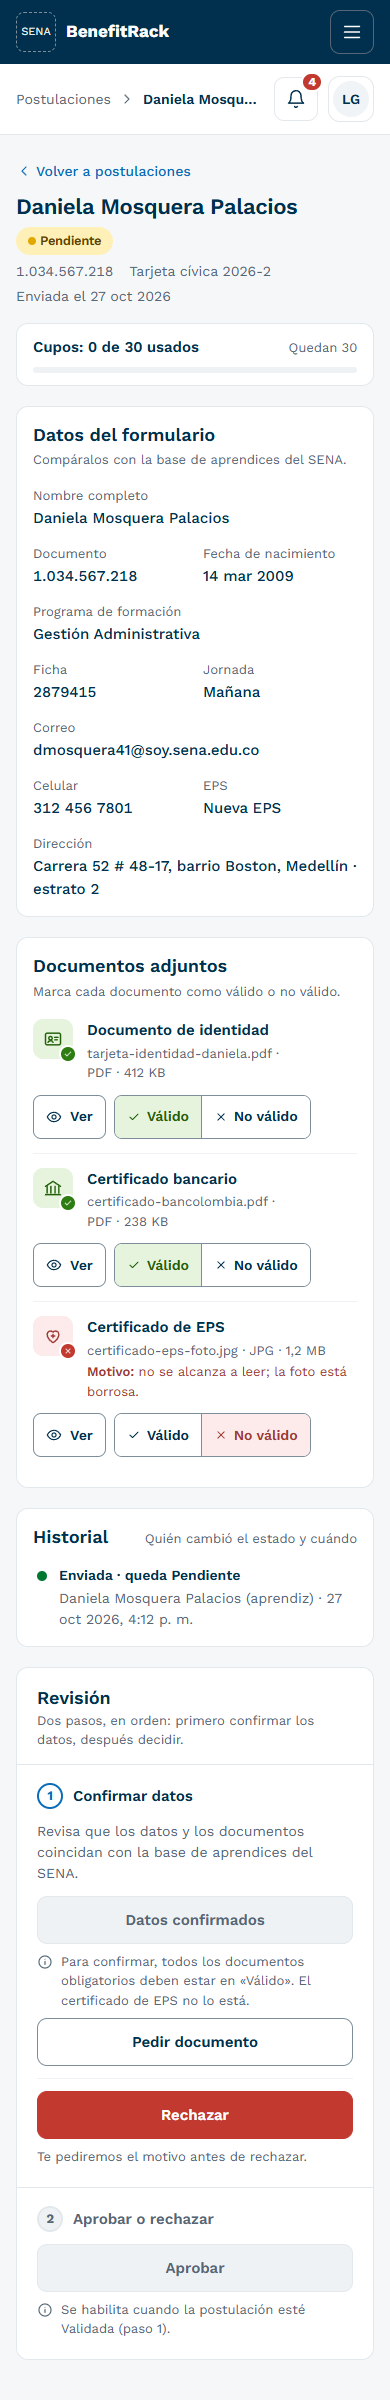 SENA BenefitRack
Postulaciones > Daniela Mosqu... 4 LG
Volver a postulaciones
Daniela Mosquera Palacios
Pendiente
1.034.567.218 Tarjeta cívica 2026-2
Enviada el 27 oct 2026
Cupos: 0 de 30 usados Quedan 30
Datos del formulario
Compáralos con la base de aprendices del SENA.
Nombre completo
Daniela Mosquera Palacios
Documento Fecha de nacimiento
1.034.567.218 14 mar 2009
Programa de formación
Gestión Administrativa
Ficha Jornada
2879415 Mañana
Correo
dmosquera41@soy.sena.edu.co
Celular EPS
312 456 7801 Nueva EPS
Dirección
Carrera 52 # 48-17, barrio Boston, Medellín ·
estrato 2
Documentos adjuntos
Marca cada documento como válido o no válido.
Documento de identidad
tarjeta-identidad-daniela.pdf ·
PDF · 412 KB
Ver Válido No válido
Certificado bancario
certificado-bancolombia.pdf ·
PDF · 238 KB
Ver Válido No válido
Certificado de EPS
certificado-eps-foto.jpg · JPG · 1,2 MB
Motivo: no se alcanza a leer; la foto está
borrosa.
Ver Válido No válido
Historial Quién cambió el estado y cuándo
Enviada · queda Pendiente
Daniela Mosquera Palacios (aprendiz) · 27
oct 2026, 4:12 p. m.
Revisión
Dos pasos, en orden: primero confirmar los
datos, después decidir.
1 Confirmar datos
Revisa que los datos y los documentos
coincidan con la base de aprendices del
SENA.
Datos confirmados
Para confirmar, todos los documentos
obligatorios deben estar en «Válido». El
certificado de EPS no lo está.
Pedir documento
Rechazar
Te pediremos el motivo antes de rechazar.
2 Aprobar o rechazar
Aprobar
Se habilita cuando la postulación esté
Validada (paso 1).